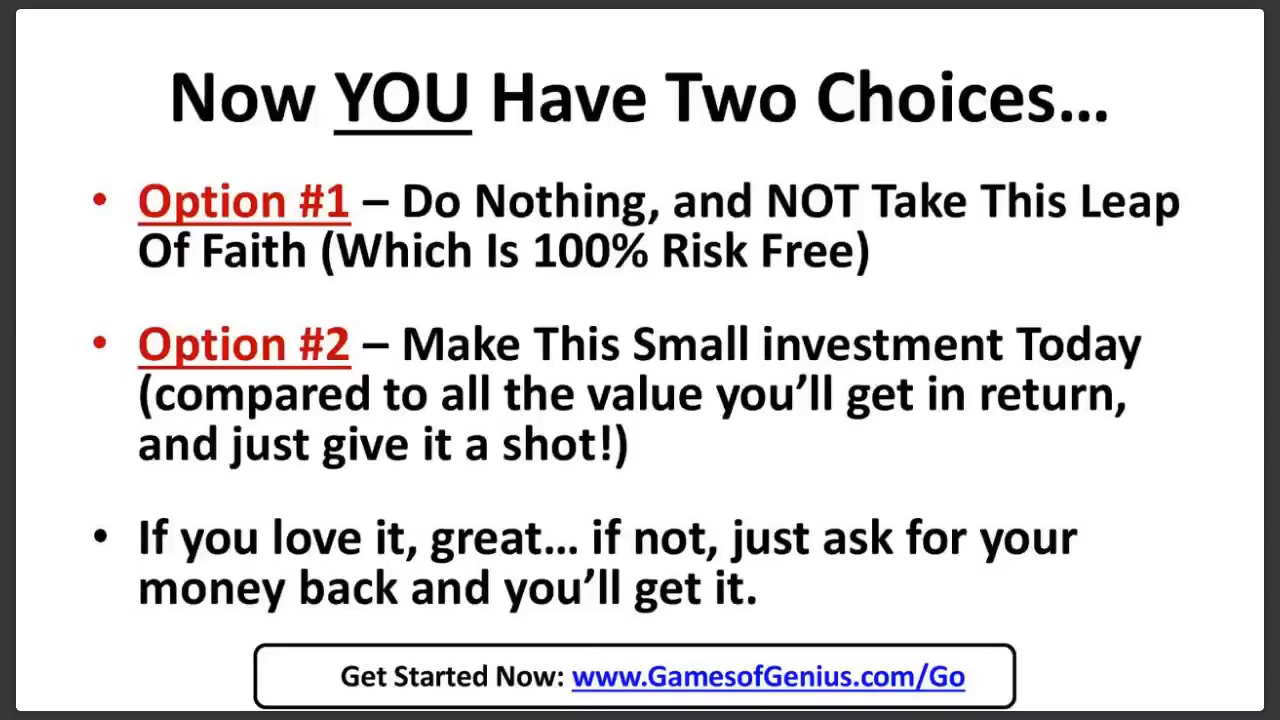 Now YOU Have Two Choices…
• Option #1 – Do Nothing, and NOT Take This Leap
Of Faith (Which Is 100% Risk Free)
• Option #2 – Make This Small investment Today
(compared to all the value you’ll get in return,
and just give it a shot!)
• If you love it, great… if not, just ask for your
money back and you’ll get it.
Get Started Now: www.GamesofGenius.com/Go